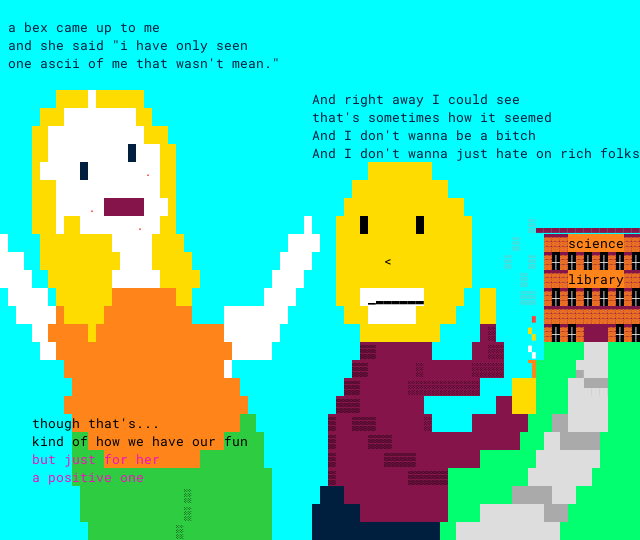 a bex came up to me
and she said "i have only seen
one ascii of me that wasn't mean."
And right away I could see
that's sometimes how it seemed
And I don't wanna be a bitch
And I don't wanna just hate on rich folks
science
library
though that's...
kind of how we have our fun
but just for her
a positive one